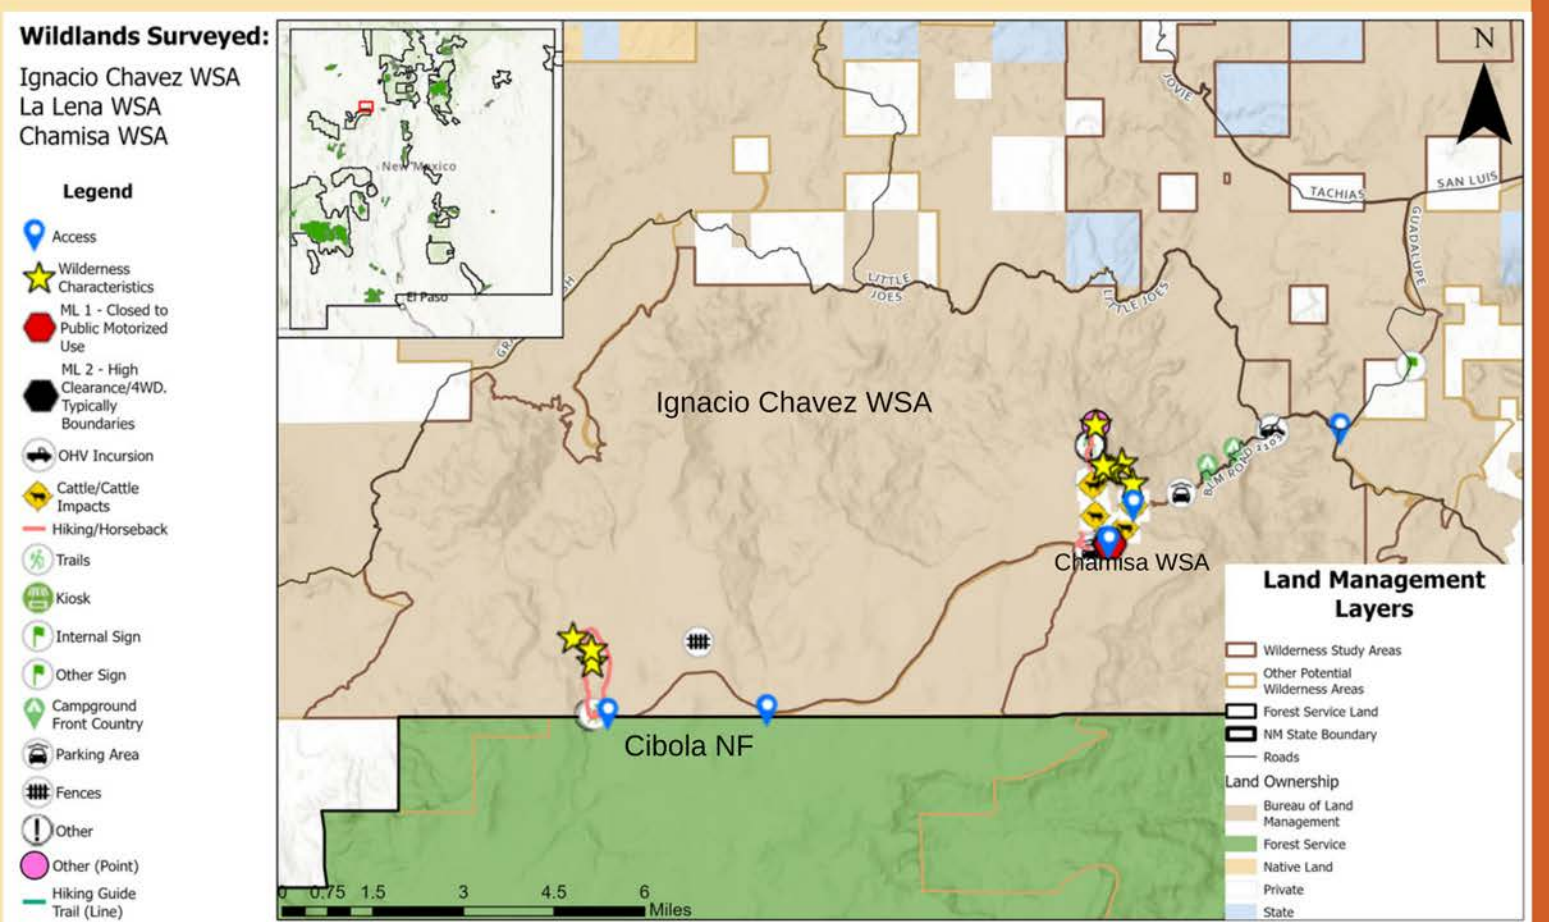 Wildlands Surveyed:
Ignacio Chavez WSA
La Lena WSA
Chamisa WSA
Legend
Access
Wilderness
Characteristics
ML 1 - Closed to
Public Motorized
Use
ML 2 - High
Clearance/4WD.
Typically
Boundaries
OHV Incursion
Cattle/Cattle
Impacts
Hiking/Horseback
Trails
Kiosk
Internal Sign
Other Sign
Campground
Front Country
Parking Area
Fences
Other
Other (Point)
Hiking Guide
Trail (Line)
New Mexico
El Paso
N
JOVIE
TACHIAS
SAN LUIS
GUADALUPE
LITTLE
JOES
LITTLE JOES
Ignacio Chavez WSA
BLM ROAD 2103
Chamisa WSA
Cibola NF
0 0.75 1.5 3 4.5 6
Miles
Land Management
Layers
Wilderness Study Areas
Other Potential
Wilderness Areas
Forest Service Land
NM State Boundary
Roads
Land Ownership
Bureau of Land
Management
Forest Service
Native Land
Private
State